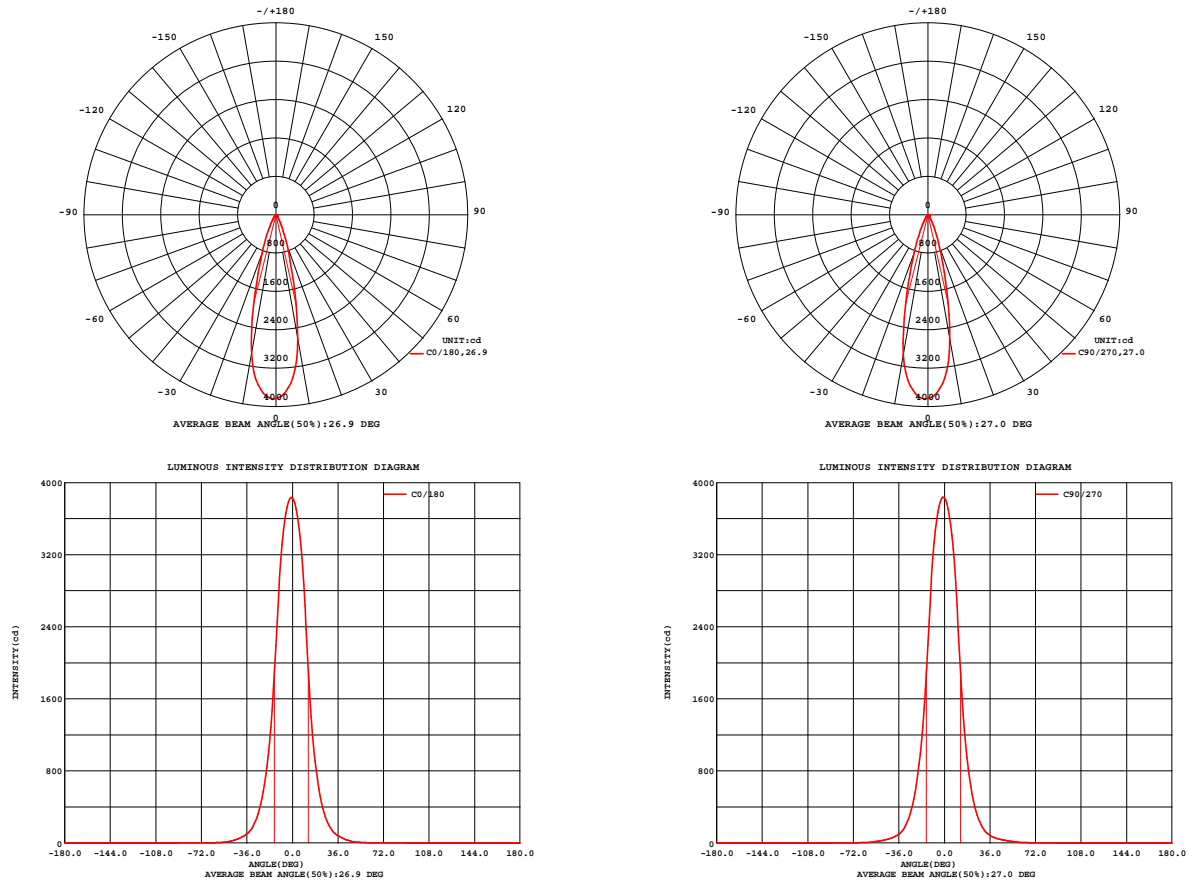 -/+180
-150
150
-120
120
-90
90
-60
60
-30
30
0
0
800
1600
2400
3200
4000
UNIT:cd
C0/180,26.9
AVERAGE BEAM ANGLE(50%):26.9 DEG
-/+180
-150
150
-120
120
-90
90
-60
60
-30
30
0
0
800
1600
2400
3200
4000
UNIT:cd
C90/270,27.0
AVERAGE BEAM ANGLE(50%):27.0 DEG
LUMINOUS INTENSITY DISTRIBUTION DIAGRAM
C0/180
4000
3200
2400
1600
800
0
INTENSITY(cd)
-180.0 -144.0 -108.0 -72.0 -36.0 0.0 36.0 72.0 108.0 144.0 180.0
ANGLE(DEG)
AVERAGE BEAM ANGLE(50%):26.9 DEG
LUMINOUS INTENSITY DISTRIBUTION DIAGRAM
C90/270
4000
3200
2400
1600
800
0
INTENSITY(cd)
-180.0 -144.0 -108.0 -72.0 -36.0 0.0 36.0 72.0 108.0 144.0 180.0
ANGLE(DEG)
AVERAGE BEAM ANGLE(50%):27.0 DEG